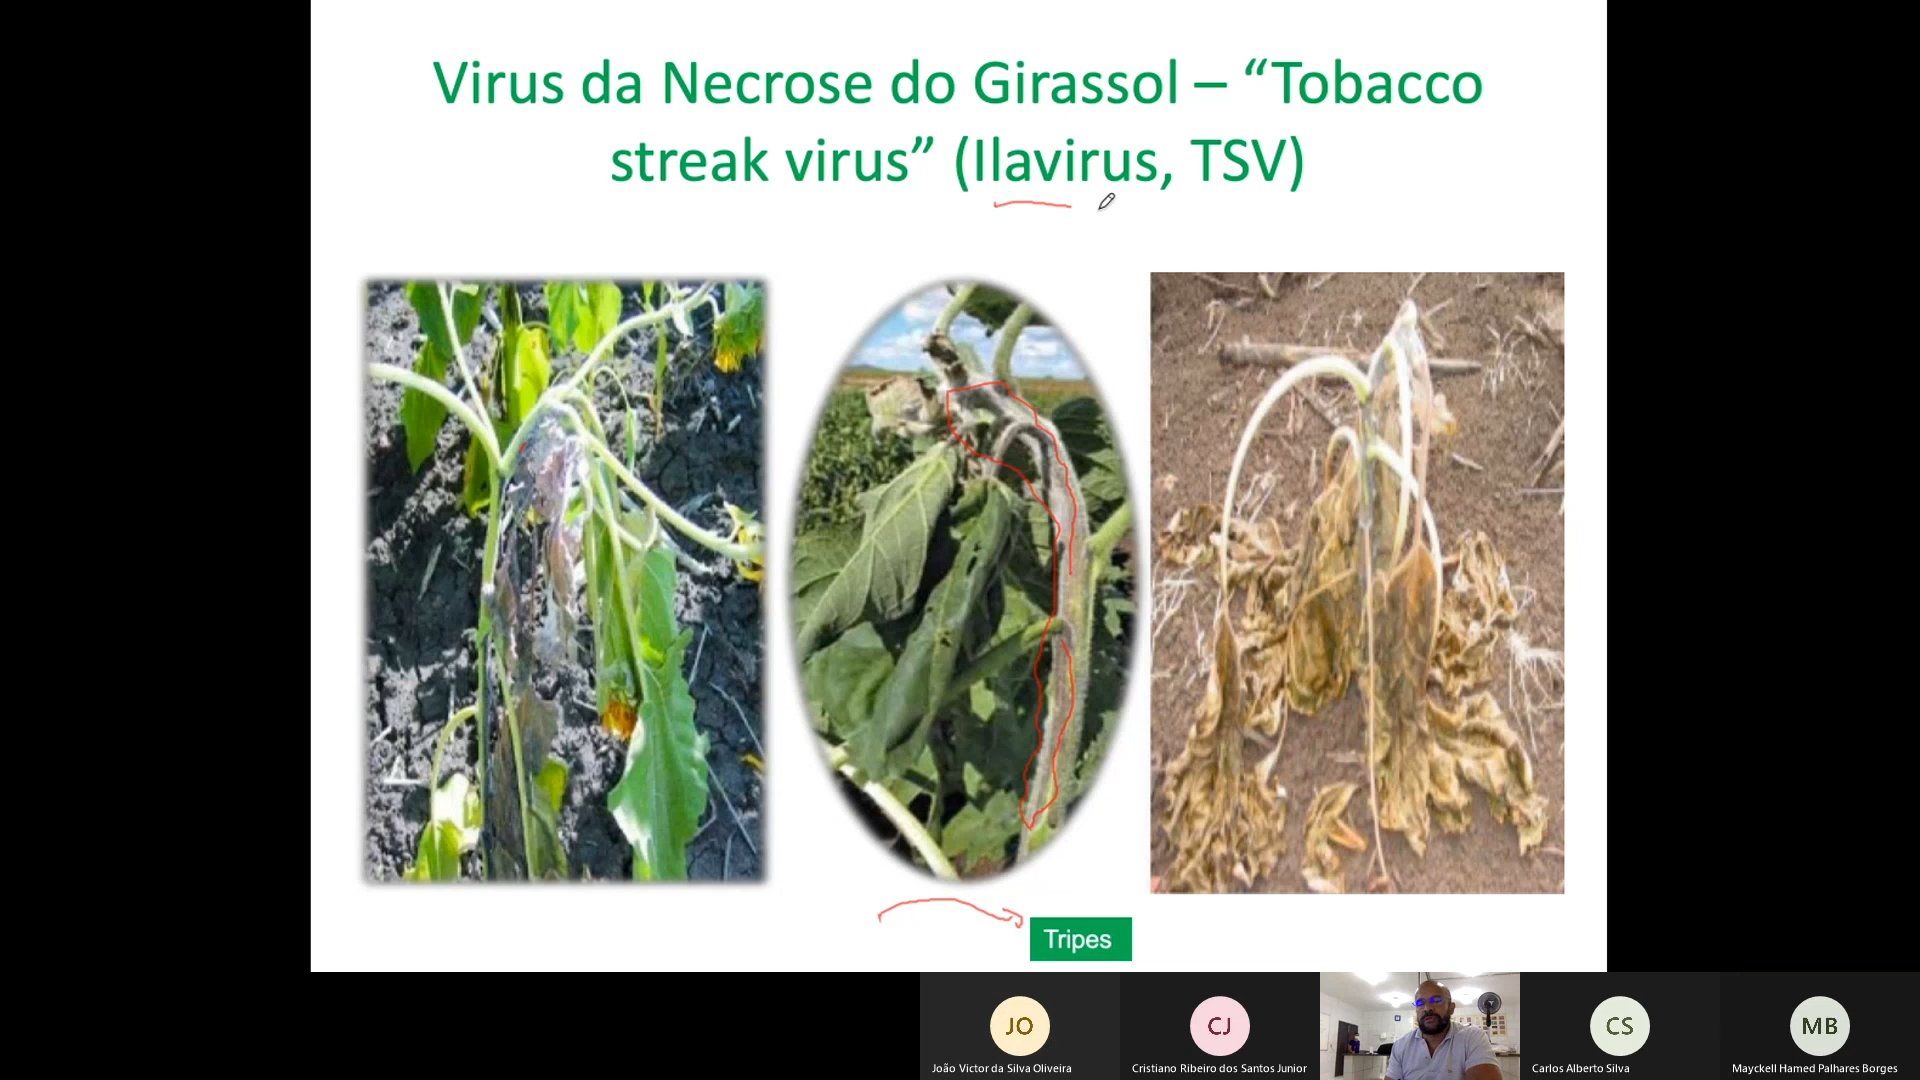 Virus da Necrose do Girassol – “Tobacco
streak virus” (Ilavirus, TSV)
Tripes
JO
João Victor da Silva Oliveira
CJ
Cristiano Ribeiro dos Santos Junior
CS
Carlos Alberto Silva
MB
Mayckell Hamed Palhares Borges